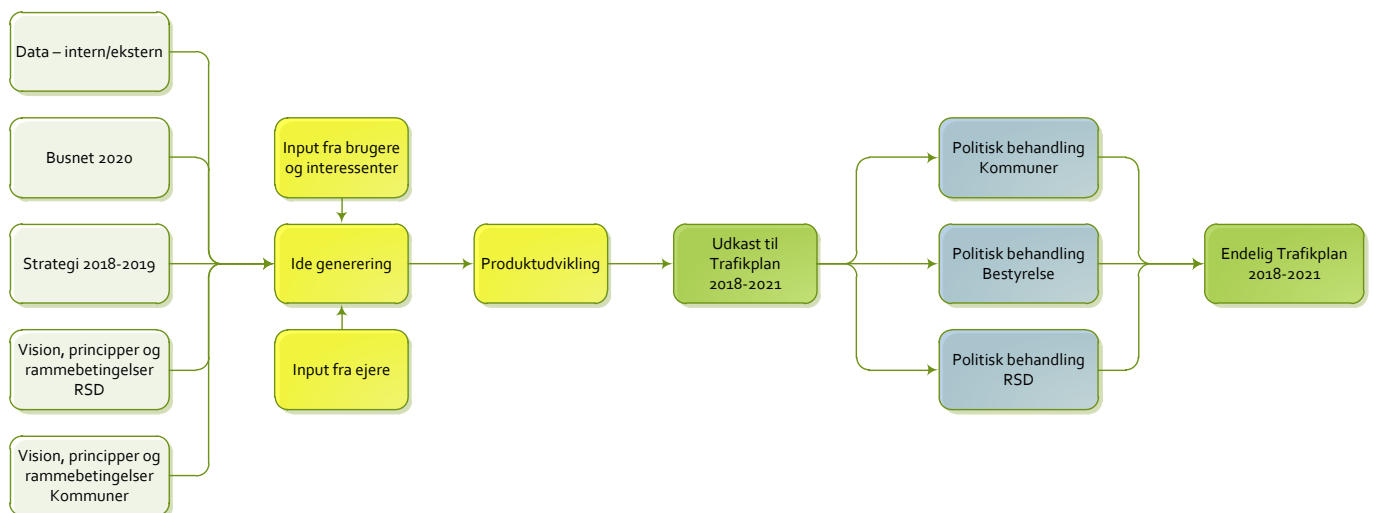 Data – intern/ekstern
Busnet 2020
Strategi 2018-2019
Vision, principper og
rammebetingelser
RSD
Vision, principper og
rammebetingelser
Kommuner
Input fra brugere
og interessenter
Ide generering
Input fra ejere
Produktudvikling
Udkast til
Trafikplan
2018-2021
Politisk behandling
Kommuner
Politisk behandling
Bestyrelse
Politisk behandling
RSD
Endelig Trafikplan
2018-2021